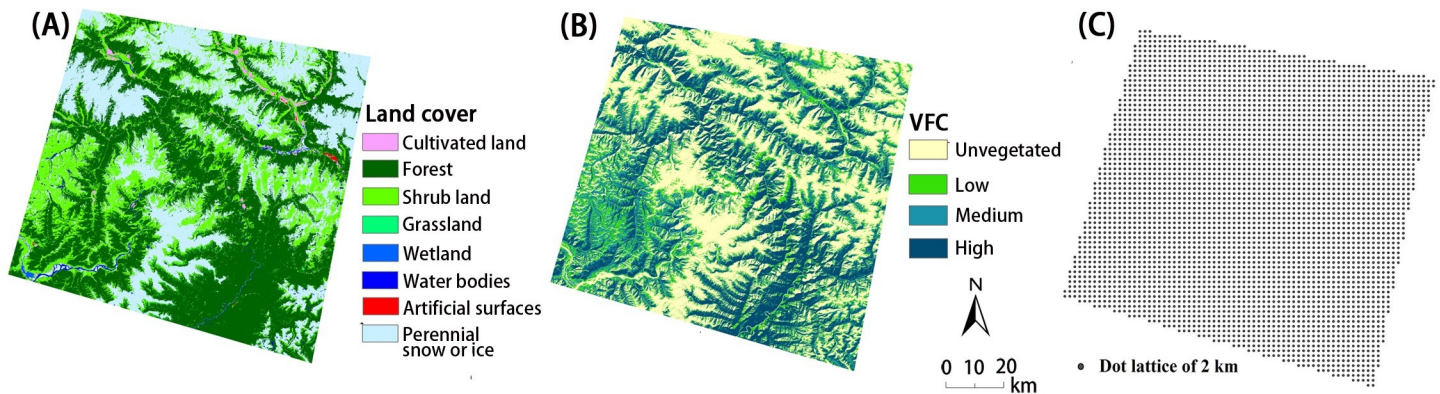 (A)
Land cover
Cultivated land
Forest
Shrub land
Grassland
Wetland
Water bodies
Artificial surfaces
Perennial
snow or ice
(B)
VFC
Unvegetated
Low
Medium
High
N
0 10 20
km
(C)
Dot lattice of 2 km